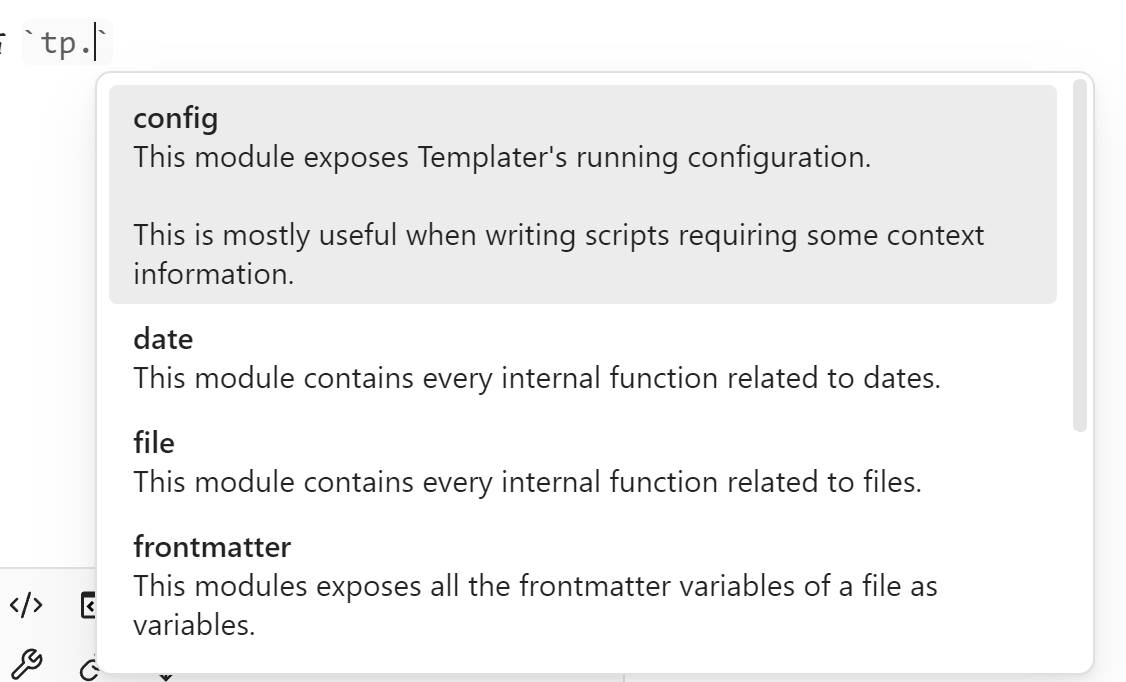 `tp.`
config
This module exposes Templater's running configuration.
This is mostly useful when writing scripts requiring some context
information.
date
This module contains every internal function related to dates.
file
This module contains every internal function related to files.
frontmatter
This modules exposes all the frontmatter variables of a file as
variables.